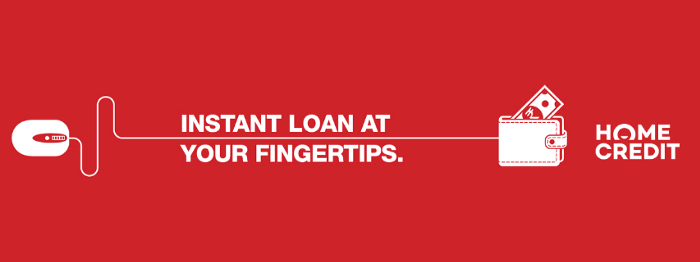 INSTANT LOAN AT
YOUR FINGERTIPS.
HOME
CREDIT